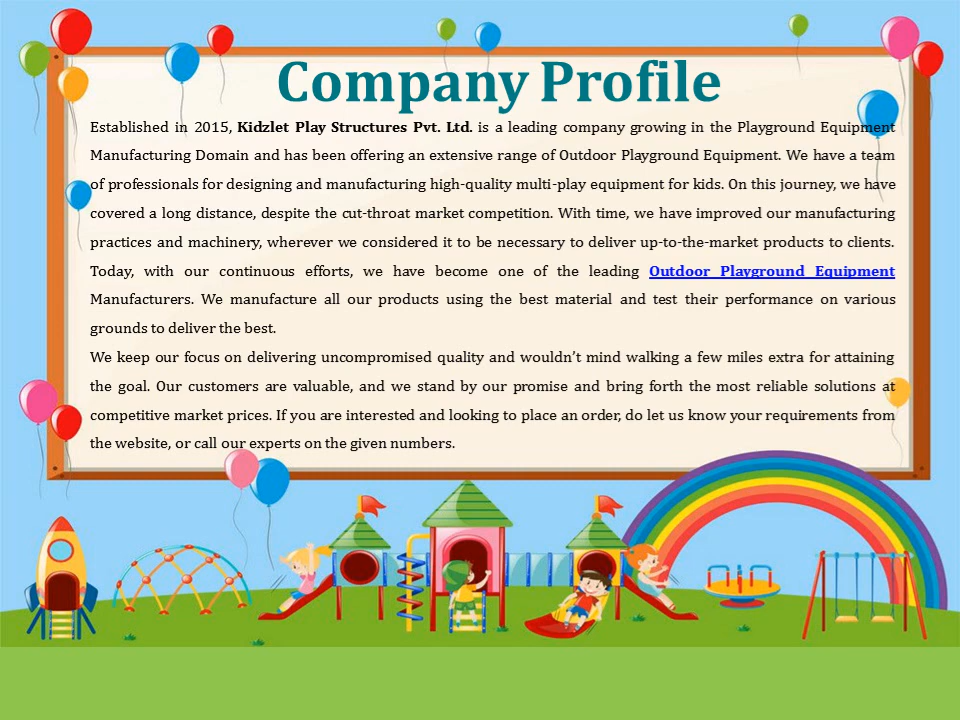 Company Profile
Established in 2015, Kidzlet Play Structures Pvt. Ltd. is a leading company growing in the Playground Equipment
Manufacturing Domain and has been offering an extensive range of Outdoor Playground Equipment. We have a team
of professionals for designing and manufacturing high-quality multi-play equipment for kids. On this journey, we have
covered a long distance, despite the cut-throat market competition. With time, we have improved our manufacturing
practices and machinery, wherever we considered it to be necessary to deliver up-to-the-market products to clients.
Today, with our continuous efforts, we have become one of the leading Outdoor Playground Equipment
Manufacturers. We manufacture all our products using the best material and test their performance on various
grounds to deliver the best.
We keep our focus on delivering uncompromised quality and wouldn’t mind walking a few miles extra for attaining
the goal. Our customers are valuable, and we stand by our promise and bring forth the most reliable solutions at
competitive market prices. If you are interested and looking to place an order, do let us know your requirements from
the website, or call our experts on the given numbers.